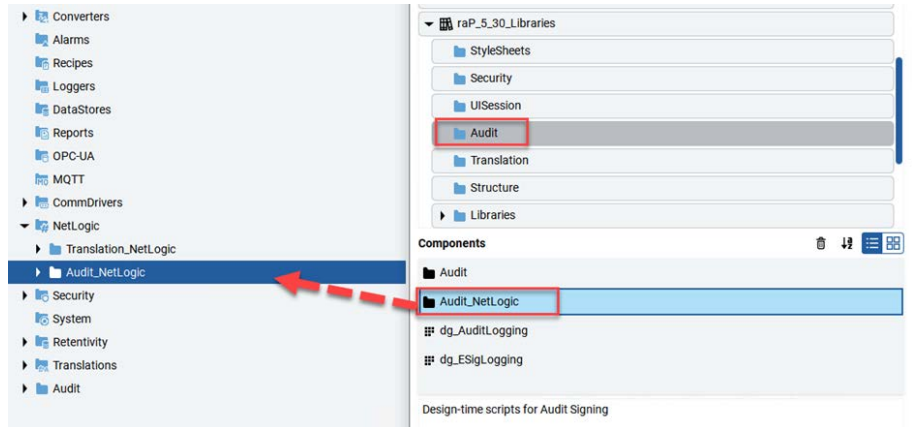 Converters
Alarms
Recipes
Loggers
DataStores
Reports
OPC-UA
MQ MQTT
CommDrivers
NetLogic
Translation_NetLogic
Audit_NetLogic
Security
System
Retentivity
Translations
Audit
raP_5_30_Libraries
StyleSheets
Security
UISession
Audit
Translation
Structure
Libraries
Components
Audit
Audit_NetLogic
dg_AuditLogging
dg_ESigLogging
Design-time scripts for Audit Signing